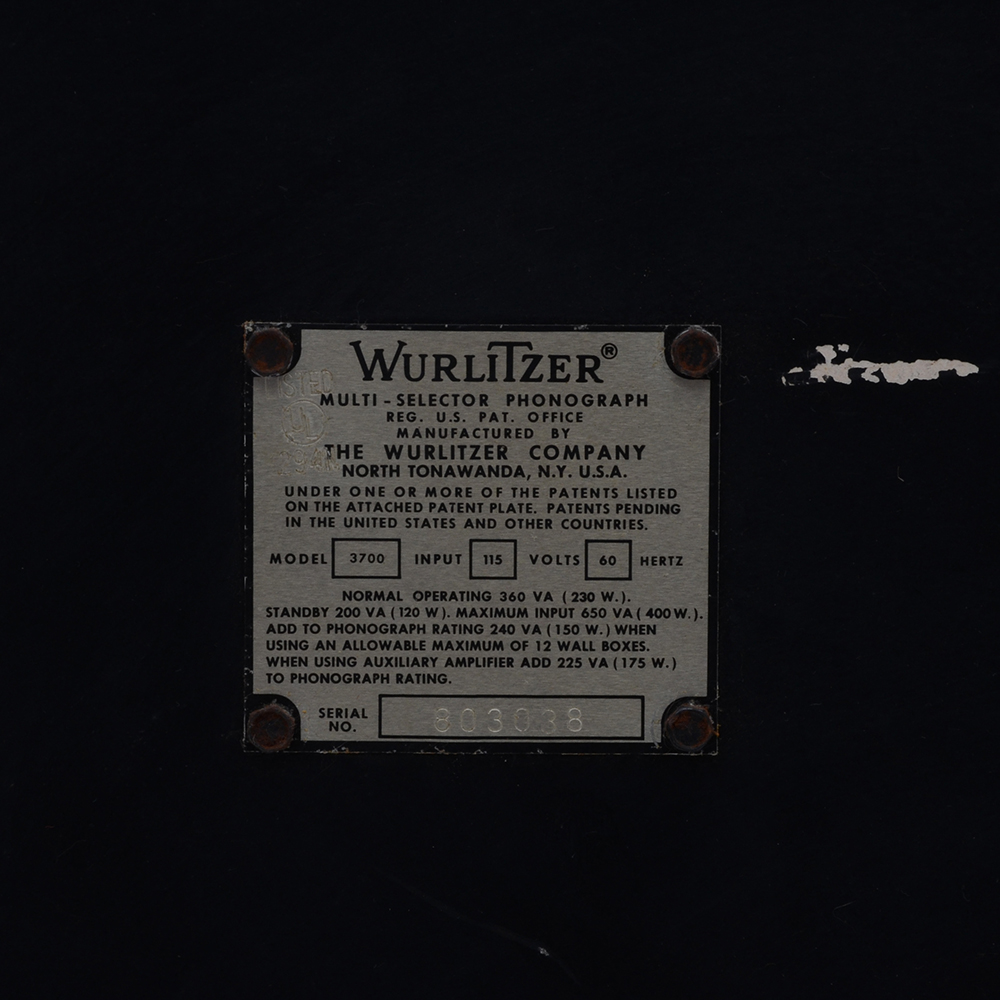 WURLITZER®
LISTED
MULTI-SELECTOR PHONOGRAPH
UL
REG. U.S. PAT. OFFICE
MANUFACTURED BY
THE WURLITZER COMPANY
NORTH TONAWANDA, N.Y. U.S.A.
UNDER ONE OR MORE OF THE PATENTS LISTED
ON THE ATTACHED PATENT PLATE. PATENTS PENDING
IN THE UNITED STATES AND OTHER COUNTRIES.
MODEL 3700 INPUT 115 VOLTS 60 HERTZ
NORMAL OPERATING 360 VA (230 W.).
STANDBY 200 VA (120 W). MAXIMUM INPUT 650 VA (400 W.).
ADD TO PHONOGRAPH RATING 240 VA (150 W.) WHEN
USING AN ALLOWABLE MAXIMUM OF 12 WALL BOXES.
WHEN USING AUXILIARY AMPLIFIER ADD 225 VA (175 W.)
TO PHONOGRAPH RATING.
SERIAL NO. 803038